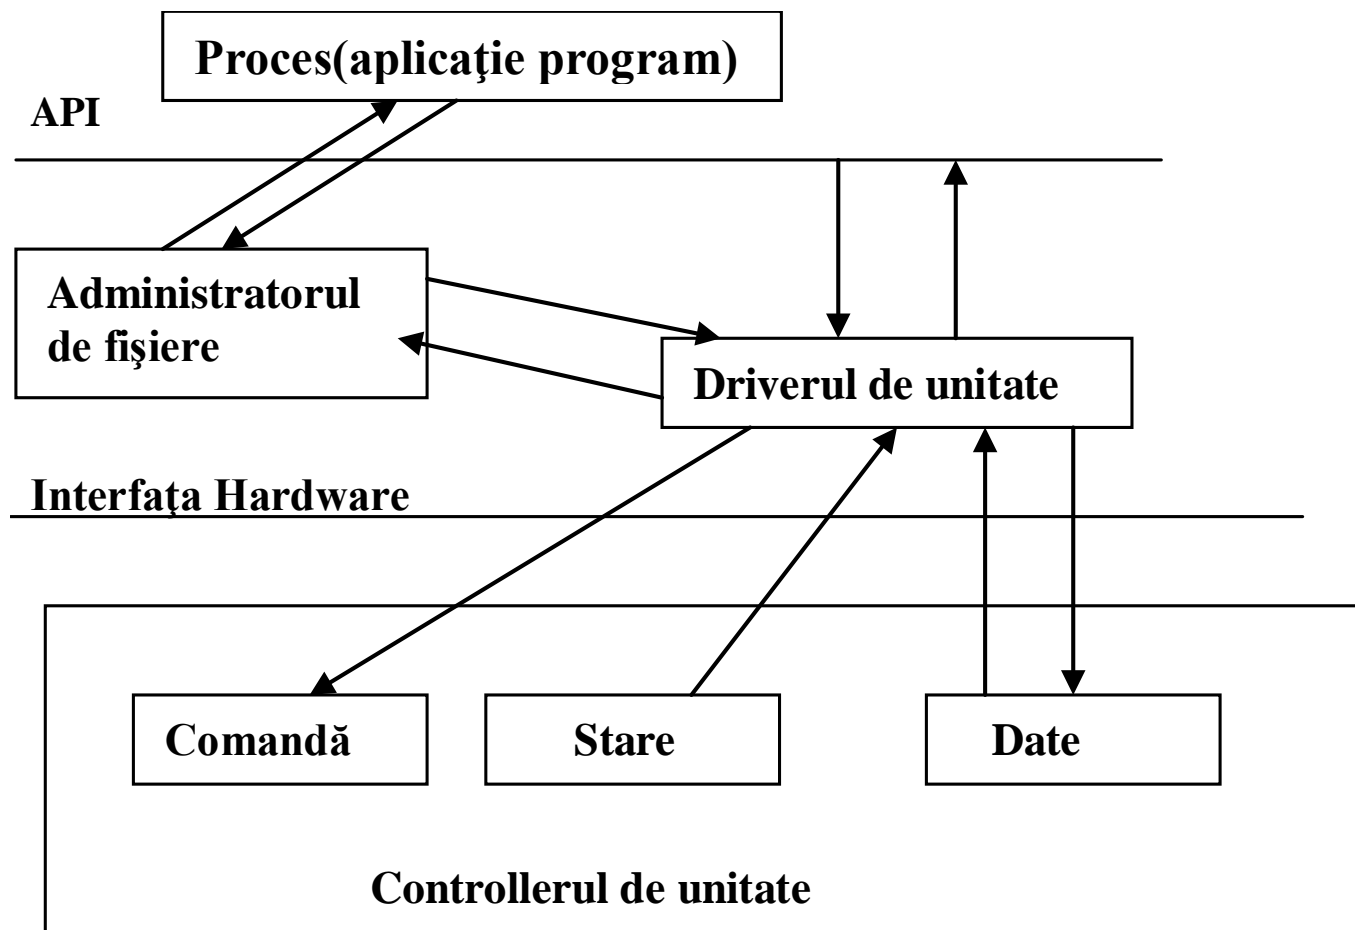 Proces(aplicaţie program)
API
Administratorul
de fişiere
Driverul de unitate
Interfaţa Hardware
Comandă
Stare
Date
Controllerul de unitate